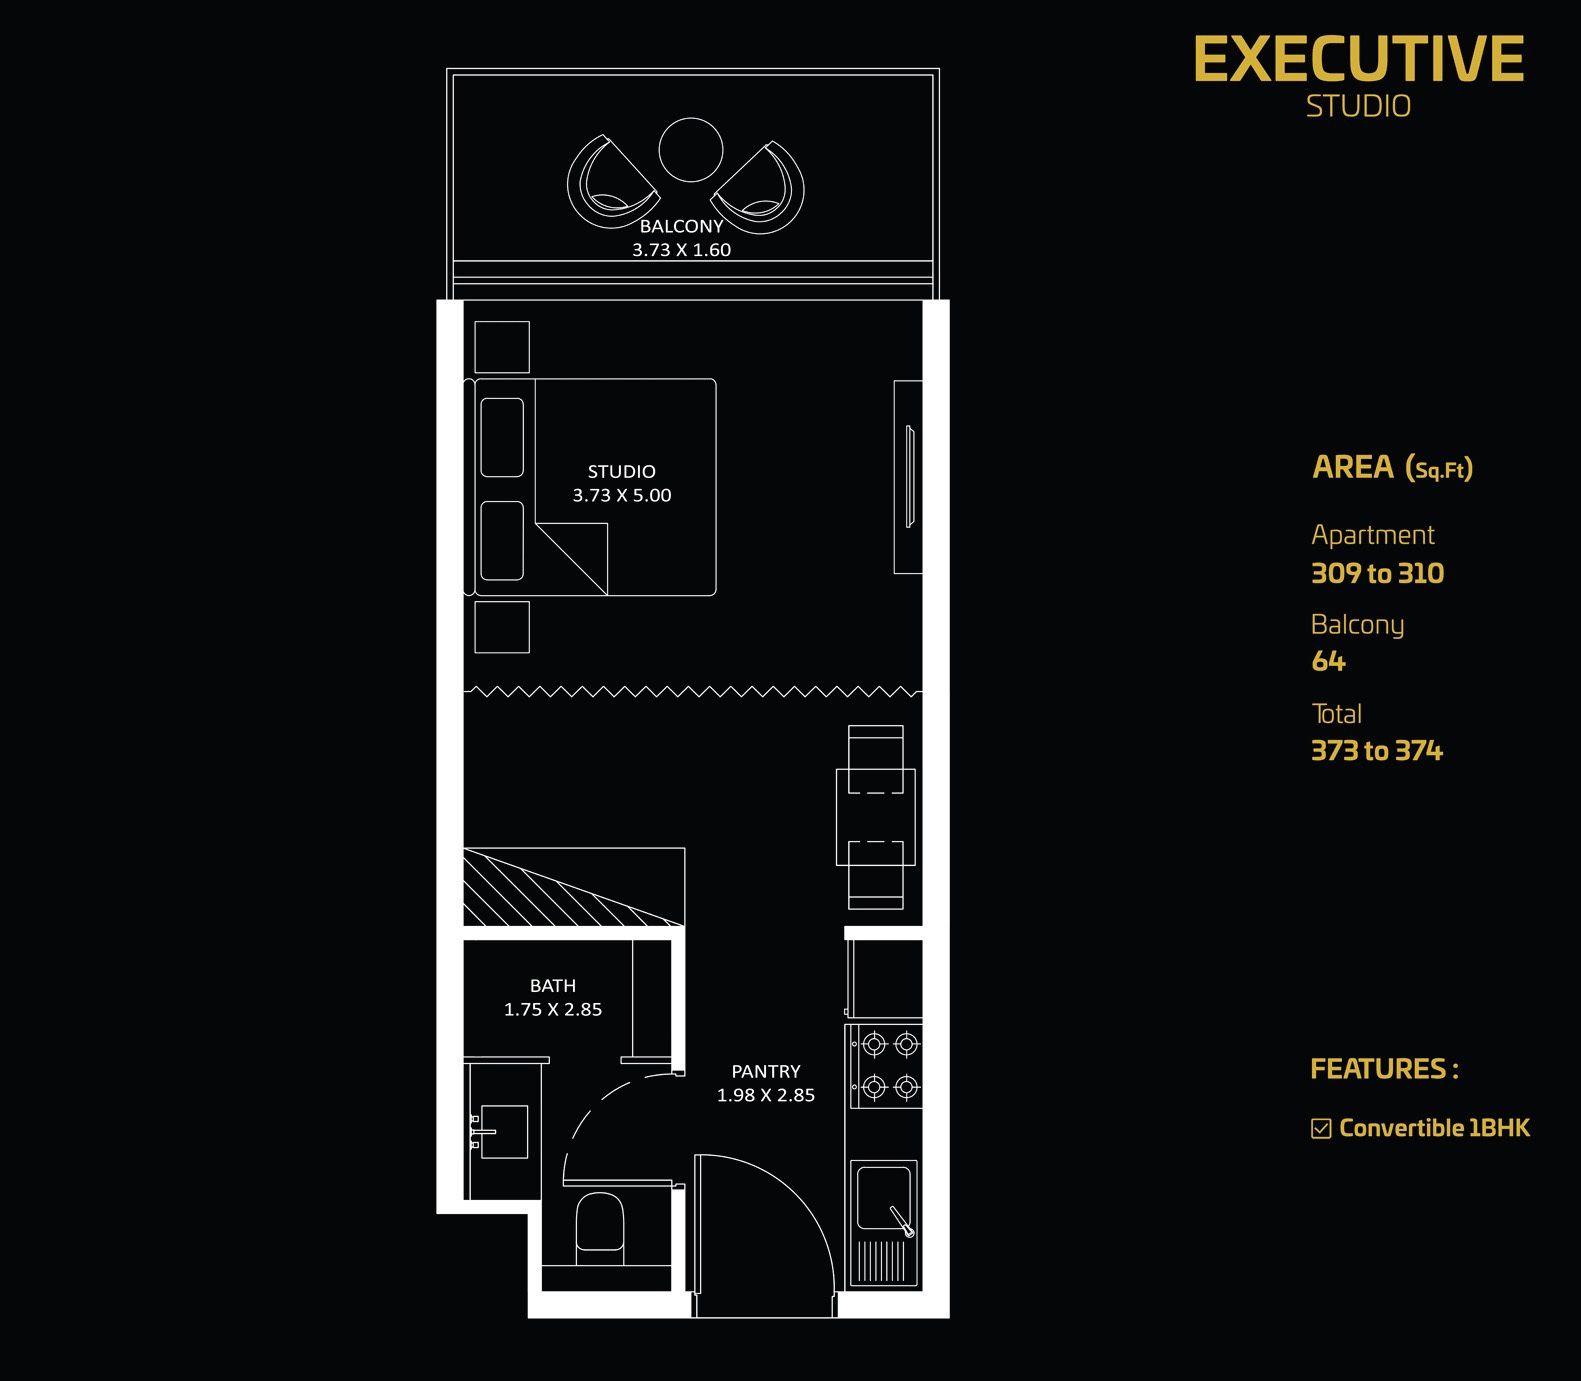 EXECUTIVE
STUDIO
BALCONY
3.73 X 1.60
STUDIO
3.73 X 5.00
BATH
1.75 X 2.85
PANTRY
1.98 X 2.85
AREA (Sq.Ft)
Apartment
309 to 310
Balcony
64
Total
373 to 374
FEATURES :
Convertible 1BHK